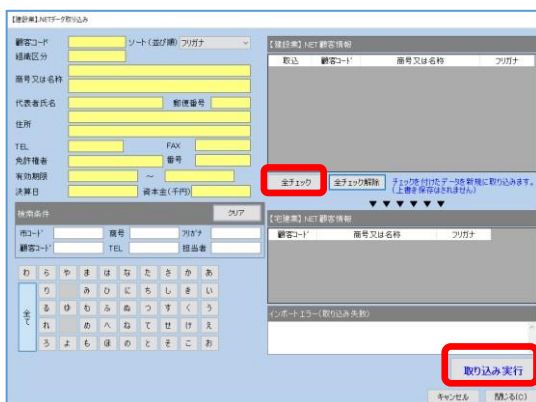 【建設業】.NETデータ取り込み
顧客コード
ソート(並び順) フリガナ
組織区分
商号又は名称
代表者氏名
郵便番号
住所
TEL
FAX
免許権者
番号
有効期限
~
決算日
資本金(千円)
検索条件
クリア
市コード
商号
フリガナ
顧客コード
TEL
担当者
わ ら や ま は な た さ か あ
り み ひ に ち し き い
全て
る ゆ む ふ ぬ つ す く う
れ め へ ね て せ け え
ろ よ も ほ の と そ こ お
【建設業】.NET 顧客情報
取込 顧客コード 商号又は名称 フリガナ
全チェック
全チェック解除
チェックを付けたデータを新規に取り込みます。
(上書き保存はされません)
▼ ▼ ▼ ▼ ▼ ▼
【宅建業】.NET 顧客情報
顧客コード 商号又は名称 フリガナ
インポートエラー(取り込み失敗)
取り込み実行
キャンセル
閉じる(C)